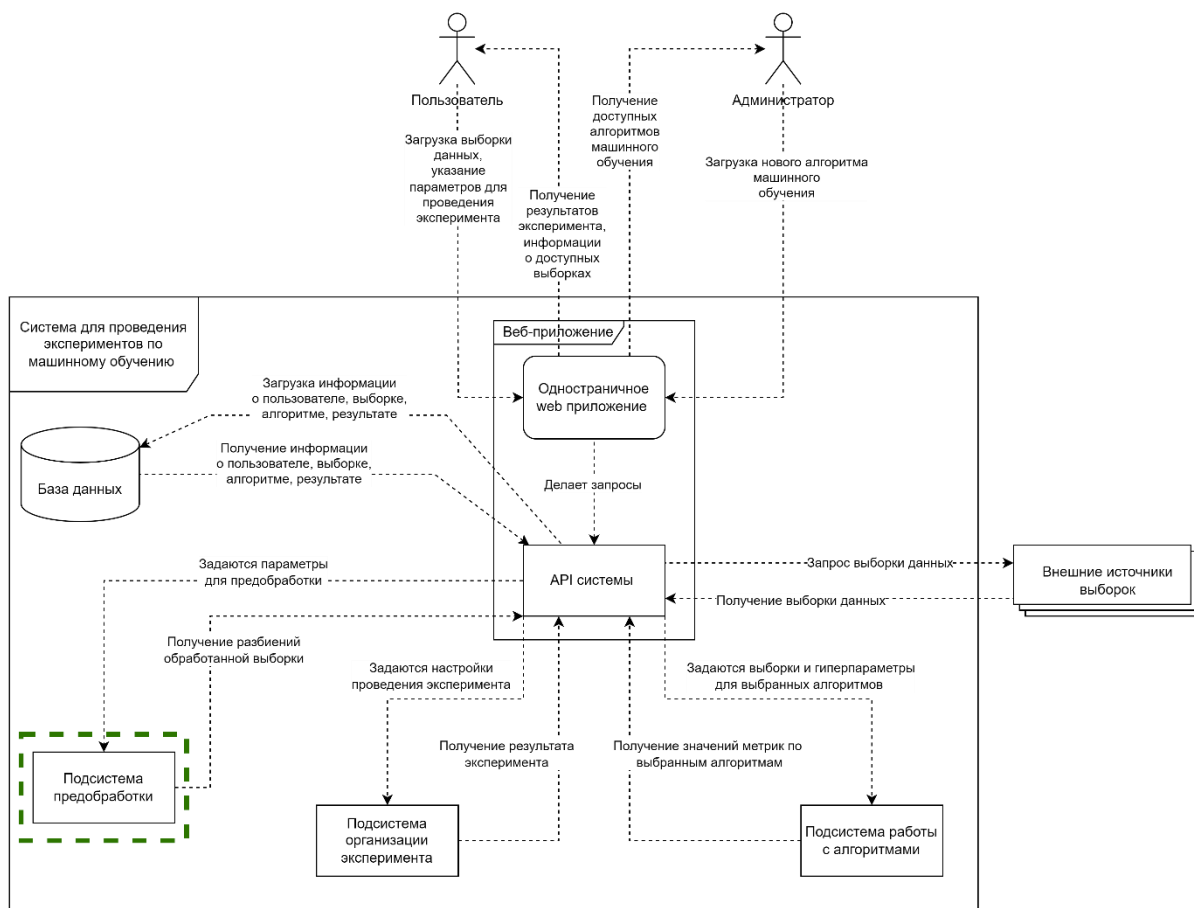 Пользователь
Администратор
Загрузка выборки
данных,
указание
параметров для
проведения
эксперимента
Получение
результатов
эксперимента,
информации
о доступных
выборках
Получение
доступных
алгоритмов
машинного
обучения
Загрузка нового алгоритма
машинного
обучения
Система для проведения
экспериментов по
машинному обучению
Веб-приложение
Одностраничное
web приложение
Загрузка информации
о пользователе, выборке,
алгоритме, результате
Получение информации
о пользователе, выборке,
алгоритме, результате
База данных
Делает запросы
API системы
Задаются параметры
для предобработки
Запрос выборки данных
Получение выборки данных
Внешние источники
выборок
Получение разбиений
обработанной выборки
Задаются настройки
проведения эксперимента
Задаются выборки и гиперпараметры
для выбранных алгоритмов
Получение результата
эксперимента
Получение значений метрик по
выбранным алгоритмам
Подсистема
предобработки
Подсистема
организации
эксперимента
Подсистема работы
с алгоритмами